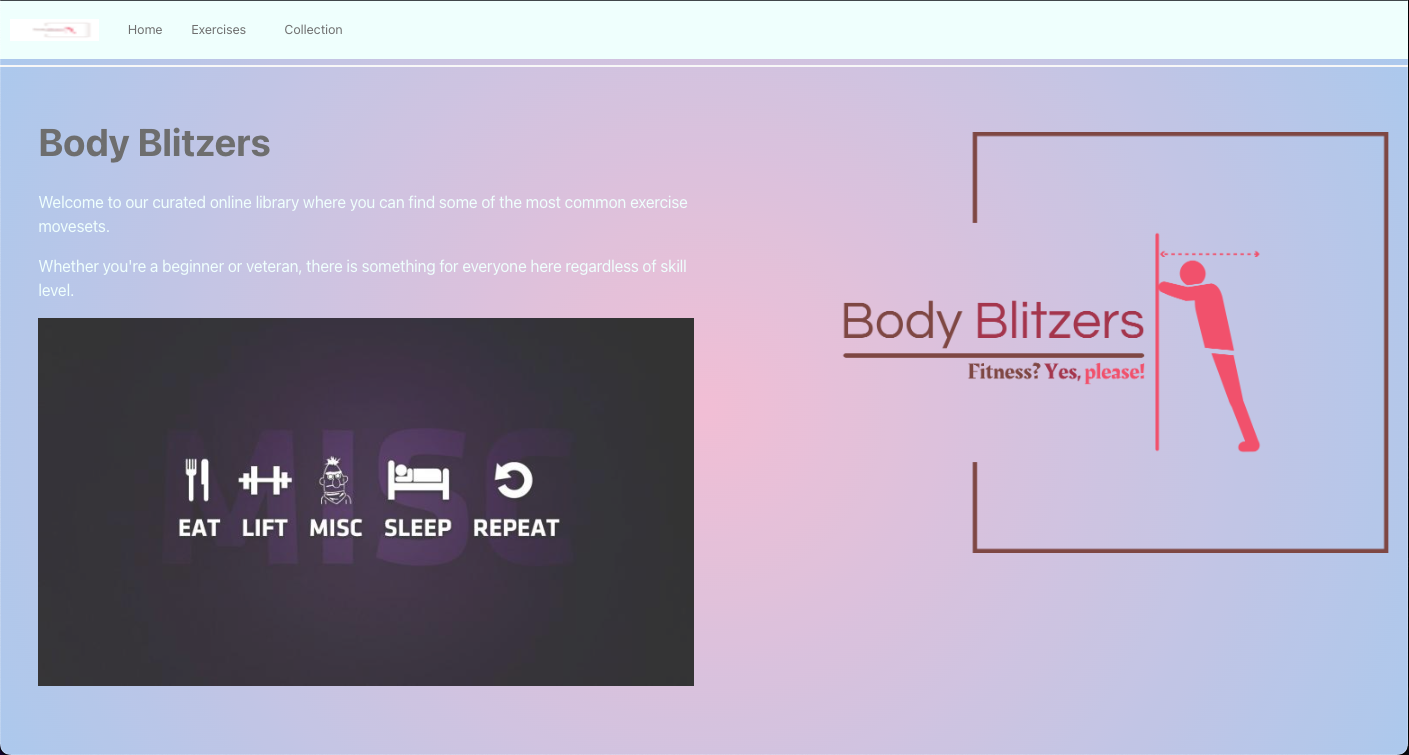 Home Exercises Collection
Body Blitzers
Welcome to our curated online library where you can find some of the most common exercise
movesets.
Whether you're a beginner or veteran, there is something for everyone here regardless of skill
level.
MISC
EAT LIFT MISC SLEEP REPEAT
Body Blitzers
Fitness? Yes, please!